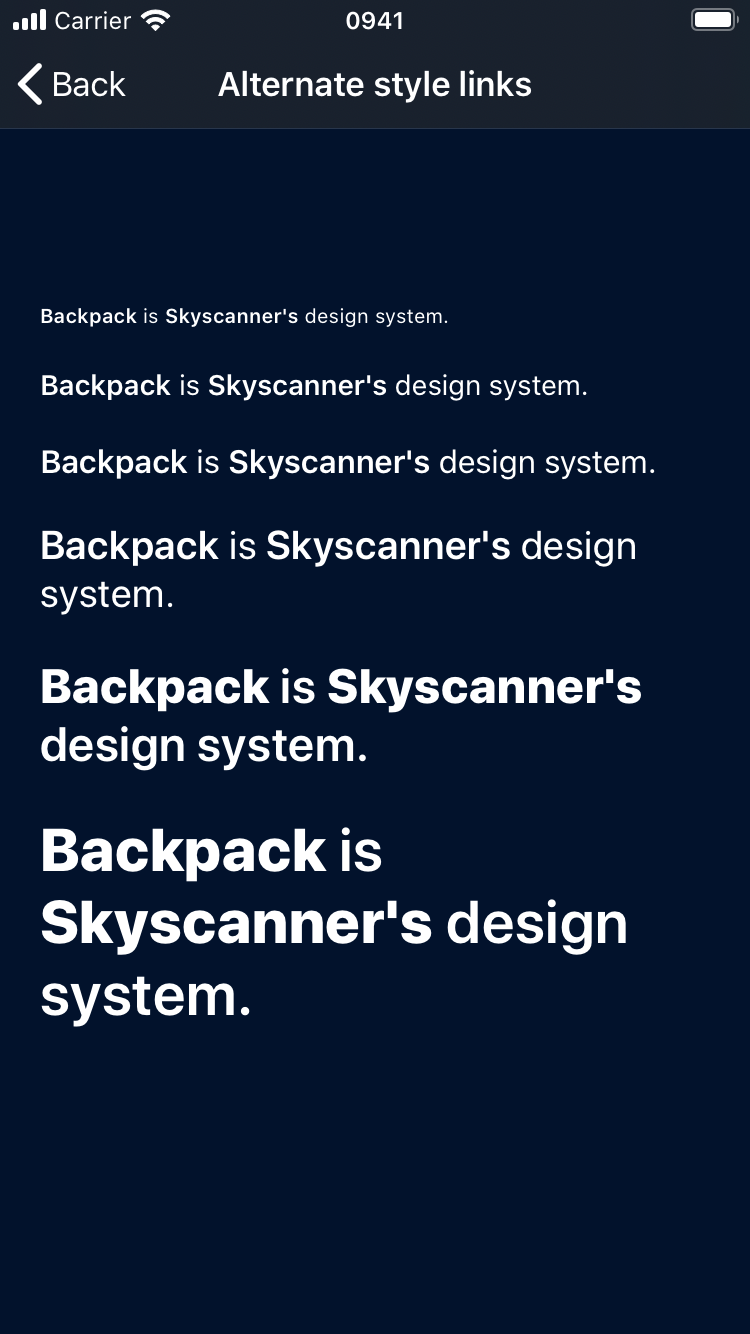 Carrier 0941
Back Alternate style links
Backpack is Skyscanner's design system.
Backpack is Skyscanner's design system.
Backpack is Skyscanner's design system.
Backpack is Skyscanner's design
system.
Backpack is Skyscanner's
design system.
Backpack is
Skyscanner's design
system.